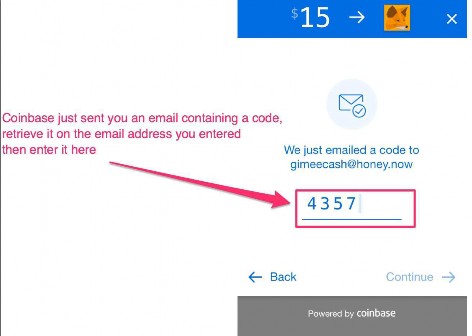 $15 → ×
Coinbase just sent you an email containing a code,
retrieve it on the email address you entered
then enter it here
We just emailed a code to
gimeecash@honey.now
4357
← Back Continue →
Powered by coinbase